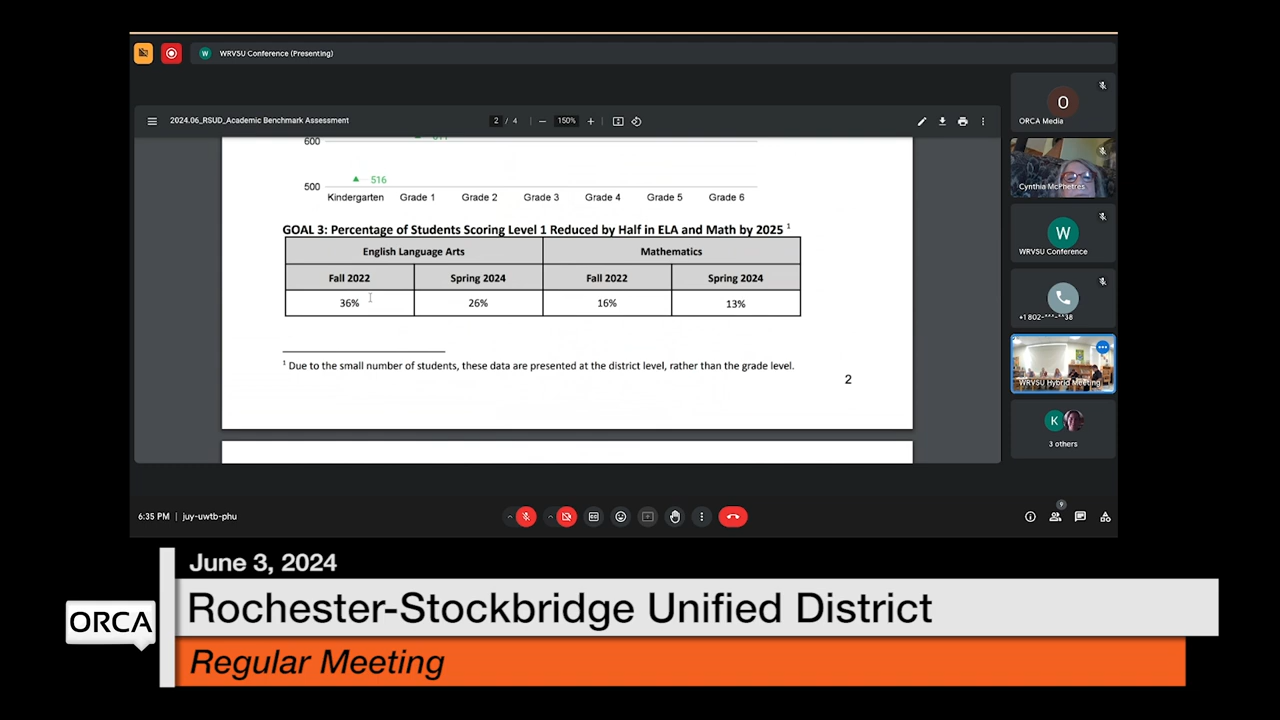 W WRVSU Conference (Presenting)
2024.06_RSUD_Academic Benchmark Assessment
2 / 4
150%
600
500
516
Kindergarten Grade 1 Grade 2 Grade 3 Grade 4 Grade 5 Grade 6
GOAL 3: Percentage of Students Scoring Level 1 Reduced by Half in ELA and Math by 2025 1
English Language Arts Mathematics
Fall 2022 Spring 2024 Fall 2022 Spring 2024
36% 26% 16% 13%
1 Due to the small number of students, these data are presented at the district level, rather than the grade level.
2
O
ORCA Media
Cynthia McPhetres
W
WRVSU Conference
+1 802-***-**38
WRVSU Hybrid Meeting
K
3 others
6:35 PM | juy-uwtb-phu
9
June 3, 2024
ORCA
Rochester-Stockbridge Unified District
Regular Meeting